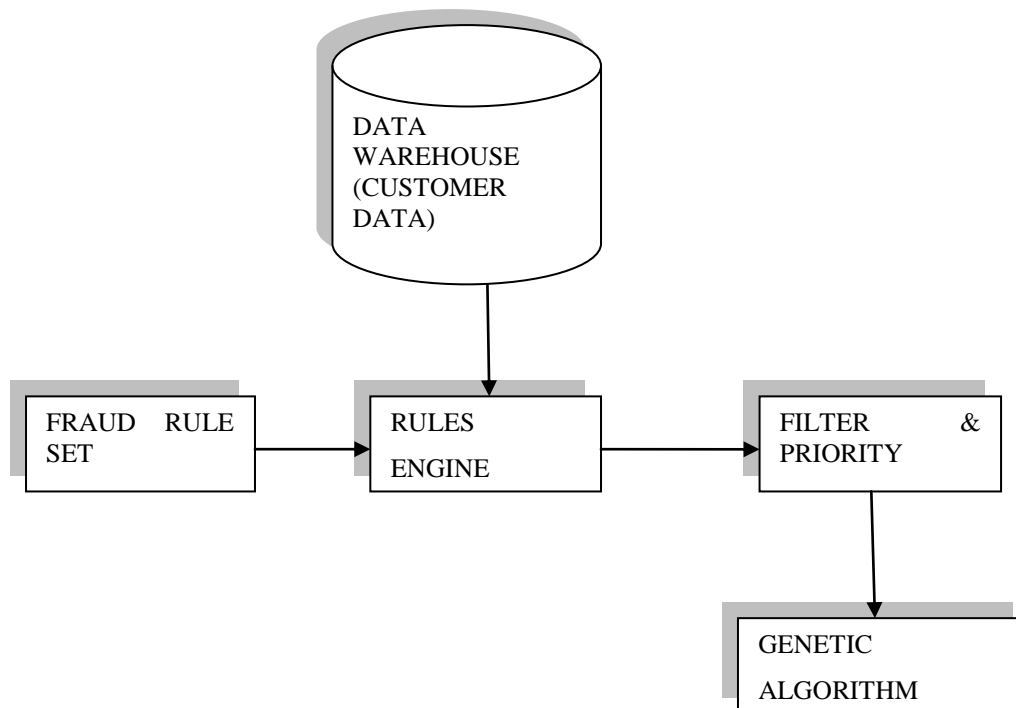 DATA
WAREHOUSE
(CUSTOMER
DATA)
FRAUD RULE
SET
RULES
ENGINE
FILTER &
PRIORITY
GENETIC
ALGORITHM